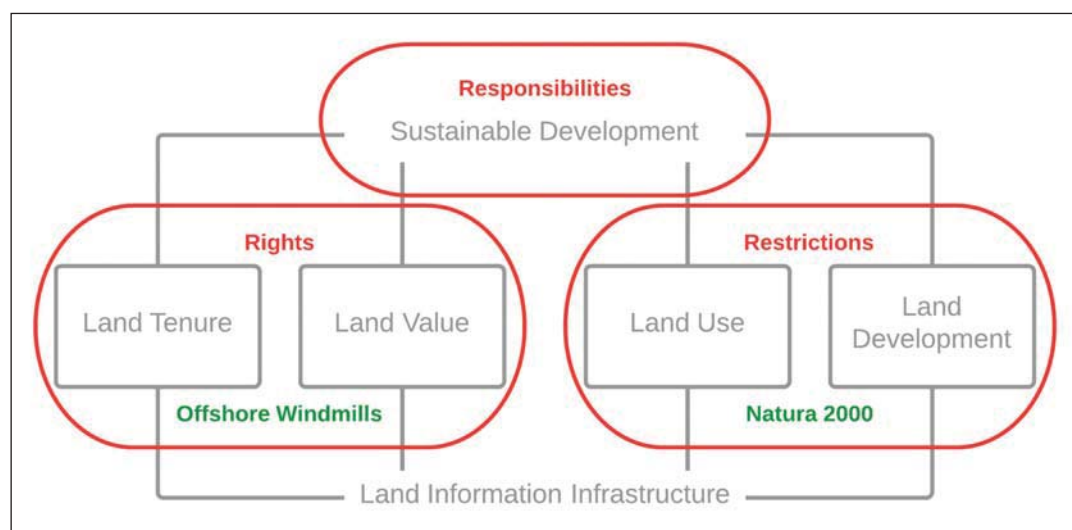 Responsibilities
Sustainable Development
Rights
Restrictions
Land Tenure
Land Value
Land Use
Land
Development
Offshore Windmills
Natura 2000
Land Information Infrastructure